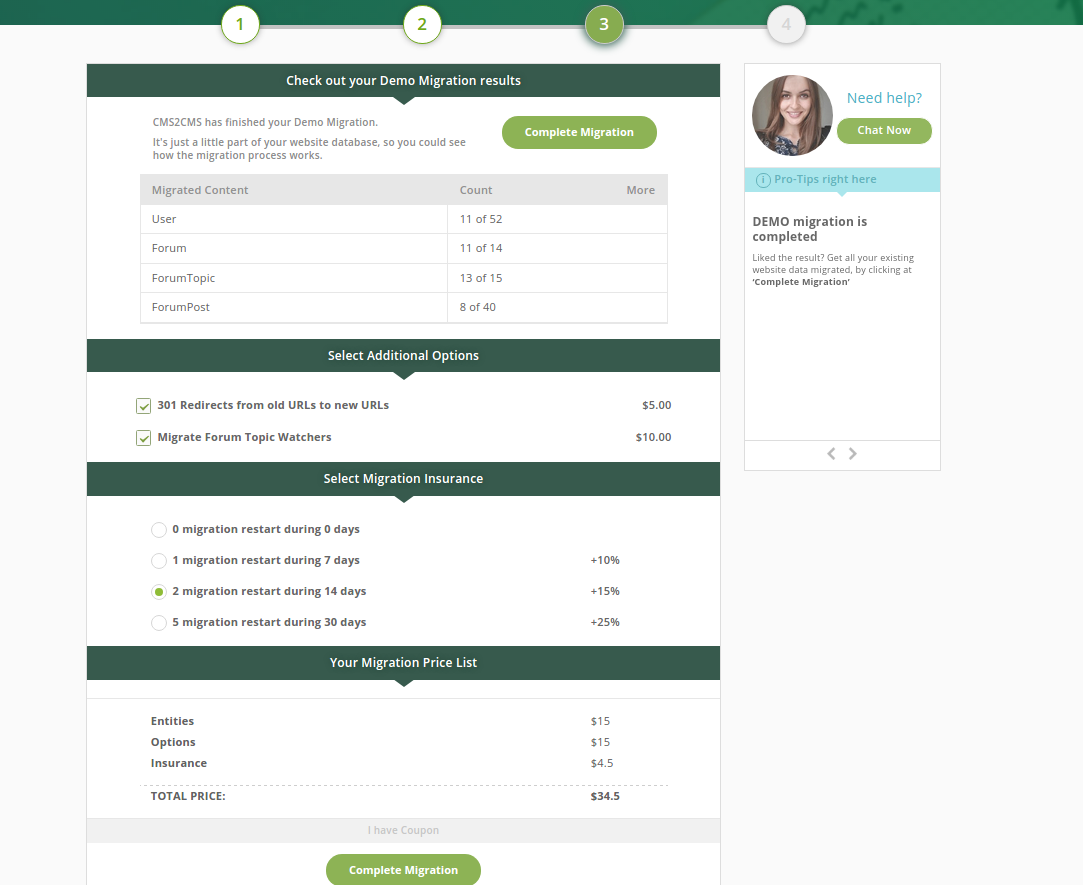 1 2 3 4
Check out your Demo Migration results
CMS2CMS has finished your Demo Migration.
It's just a little part of your website database, so you could see
how the migration process works.
Complete Migration
Migrated Content Count More
User 11 of 52
Forum 11 of 14
ForumTopic 13 of 15
ForumPost 8 of 40
Select Additional Options
301 Redirects from old URLs to new URLs $5.00
Migrate Forum Topic Watchers $10.00
Select Migration Insurance
0 migration restart during 0 days
1 migration restart during 7 days +10%
2 migration restart during 14 days +15%
5 migration restart during 30 days +25%
Your Migration Price List
Entities $15
Options $15
Insurance $4.5
TOTAL PRICE: $34.5
I have Coupon
Complete Migration
Need help?
Chat Now
i Pro-Tips right here
DEMO migration is
completed
Liked the result? Get all your existing
website data migrated, by clicking at
'Complete Migration'